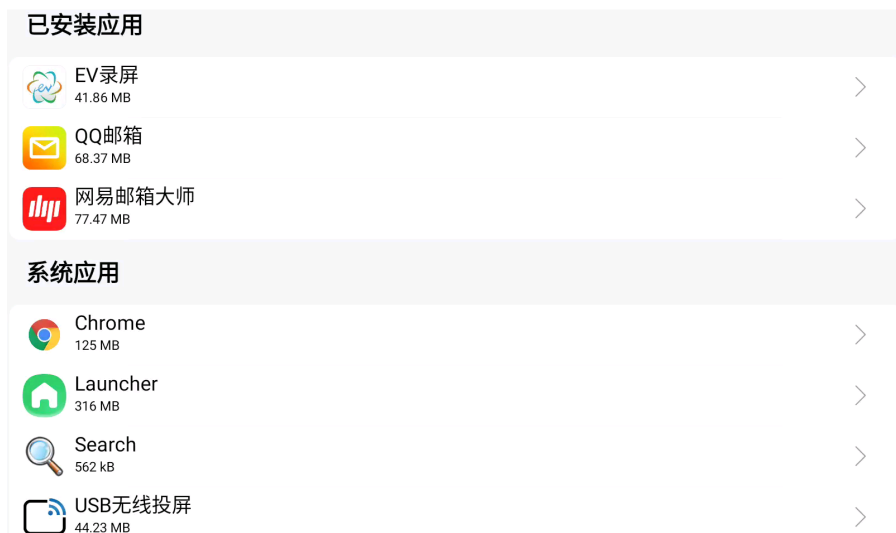 已安装应用
EV录屏
41.86 MB
QQ邮箱
68.37 MB
网易邮箱大师
77.47 MB
系统应用
Chrome
125 MB
Launcher
316 MB
Search
562 kB
USB无线投屏
44.23 MB